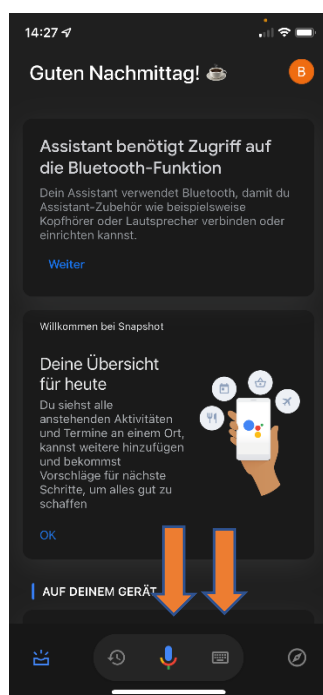 14:27
Guten Nachmittag!
B
Assistant benötigt Zugriff auf
die Bluetooth-Funktion
Dein Assistant verwendet Bluetooth, damit du
Assistant-Zubehör wie beispielsweise
Kopfhörer oder Lautsprecher verbinden oder
einrichten kannst.
Weiter
Willkommen bei Snapshot
Deine Übersicht
für heute
Du siehst alle
anstehenden Aktivitäten
und Termine an einem Ort,
kannst weitere hinzufügen
und bekommst
Vorschläge für nächste
Schritte, um alles gut zu
schaffen
OK
AUF DEINEM GERÄT